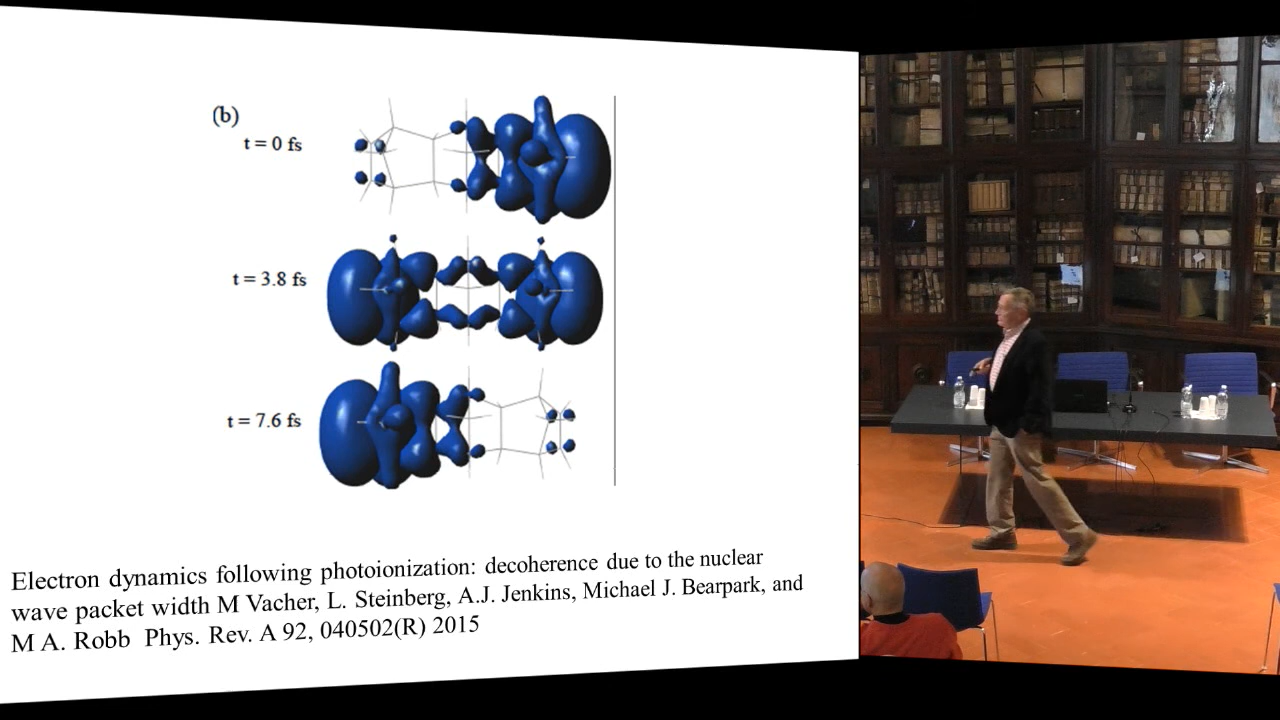 (b)
t = 0 fs
t = 3.8 fs
t = 7.6 fs
Electron dynamics following photoionization: decoherence due to the nuclear
wave packet width M Vacher, L. Steinberg, A.J. Jenkins, Michael J. Bearpark, and
M A. Robb Phys. Rev. A 92, 040502(R) 2015